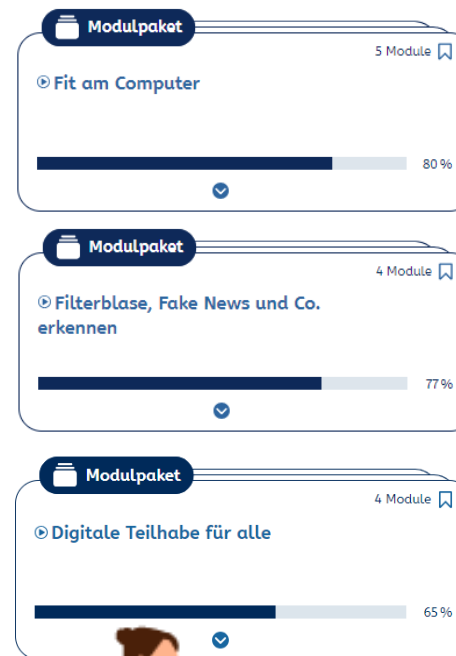 Modulpaket
5 Module
Fit am Computer
80 %
Modulpaket
4 Module
Filterblase, Fake News und Co.
erkennen
77 %
Modulpaket
4 Module
Digitale Teilhabe für alle
65 %